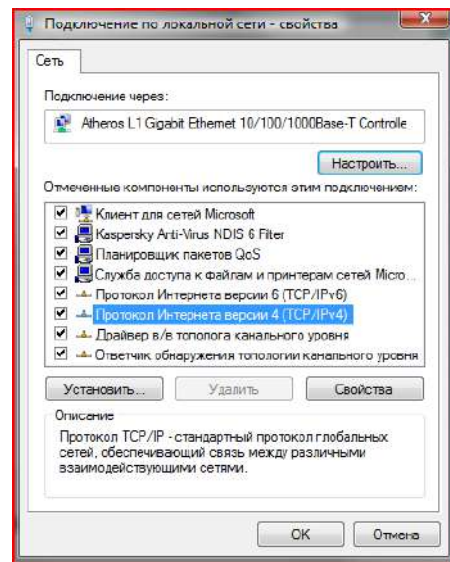 Подключение по локальной сети - свойства
Сеть
Подключение через:
Atheros L1 Gigabit Ethernet 10/100/1000Base-T Controlle
Настроить...
Отмеченные компоненты используются этим подключением:
Клиент для сетей Microsoft
Kaspersky Anti-Virus NDIS 6 Filter
Планировщик пакетов QoS
Служба доступа к файлам и принтерам сетей Micro...
Протокол Интернета версии 6 (TCP/IPv6)
Протокол Интернета версии 4 (TCP/IPv4)
Драйвер в/в тополога канального уровня
Ответчик обнаружения топологии канального уровня
Установить...
Удалить
Свойства
Описание
Протокол TCP/IP - стандартный протокол глобальных
сетей, обеспечивающий связь между различными
взаимодействующими сетями.
OK
Отмена